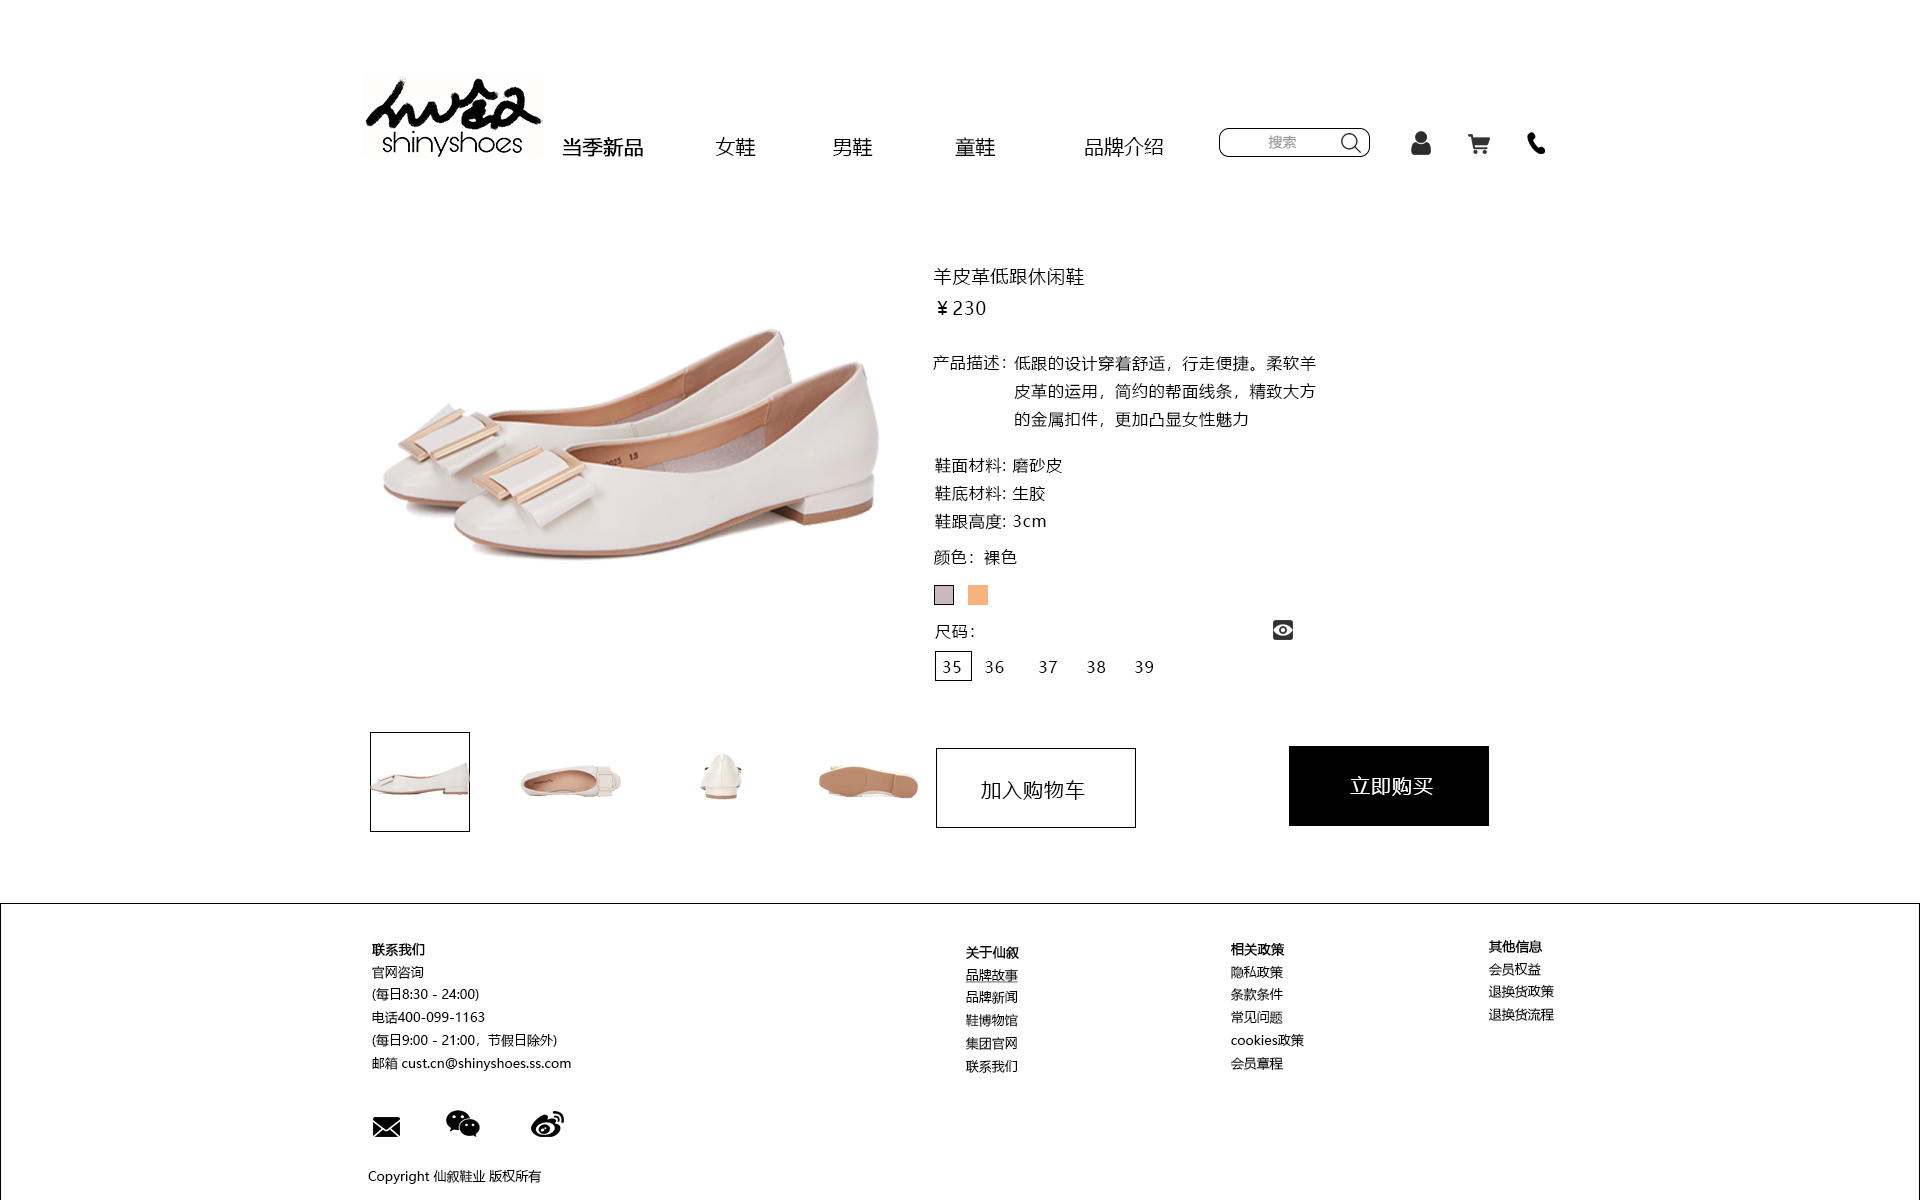 仙叙
shinyshoes
当季新品 女鞋 男鞋 童鞋 品牌介绍 搜索
羊皮革低跟休闲鞋
¥230
产品描述：低跟的设计穿着舒适，行走便捷。柔软羊
皮革的运用，简约的帮面线条，精致大方
的金属扣件，更加凸显女性魅力
鞋面材料: 磨砂皮
鞋底材料: 生胶
鞋跟高度: 3cm
颜色：裸色
尺码：
35 36 37 38 39
加入购物车
立即购买
联系我们
官网咨询
(每日8:30 - 24:00)
电话400-099-1163
(每日9:00 - 21:00，节假日除外)
邮箱 cust.cn@shinyshoes.ss.com
关于仙叙
品牌故事
品牌新闻
鞋博物馆
集团官网
联系我们
相关政策
隐私政策
条款条件
常见问题
cookies政策
会员章程
其他信息
会员权益
退换货政策
退换货流程
Copyright 仙叙鞋业 版权所有